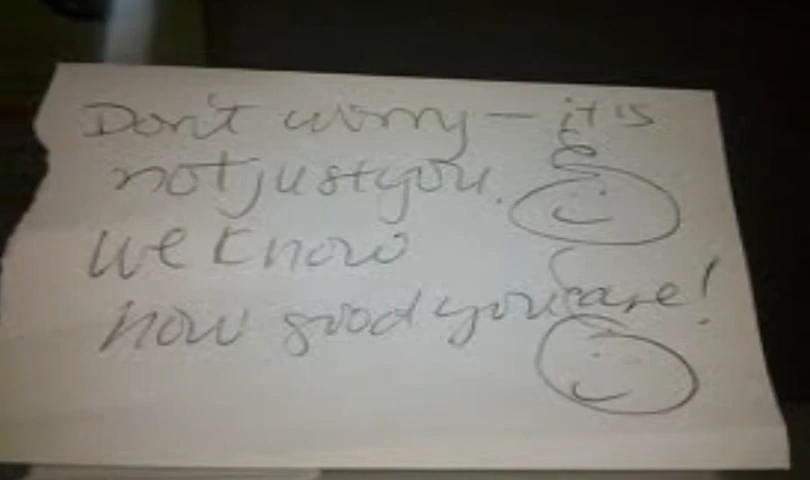 Don't worry — it is
not just you.
We know
how good you are!